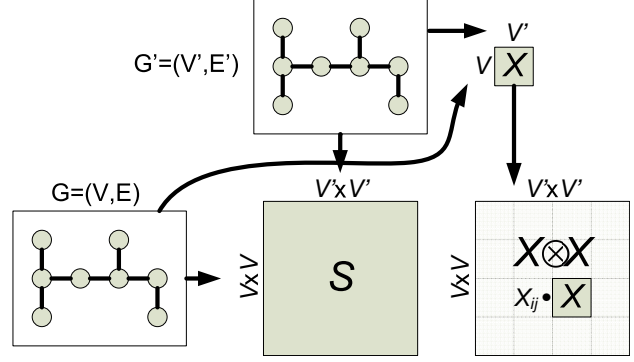 V’
G’=(V’,E’)
V
X
G=(V,E)
V’xV’
V’xV’
VxV
S
VxV
X⊗X
Xij • X